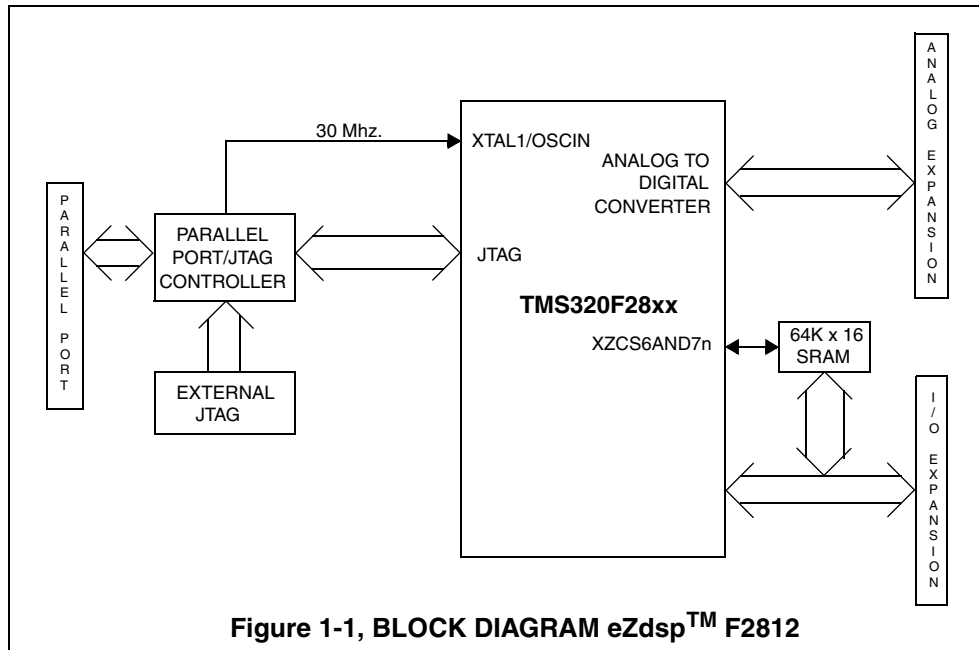 30 Mhz.
XTAL1/OSCIN
ANALOG TO
DIGITAL
CONVERTER
ANALOG EXPANSION
PARALLEL PORT
PARALLEL
PORT/JTAG
CONTROLLER
JTAG
TMS320F28xx
XZCS6AND7n
64K x 16
SRAM
EXTERNAL
JTAG
I/O EXPANSION
Figure 1-1, BLOCK DIAGRAM eZdsp™ F2812